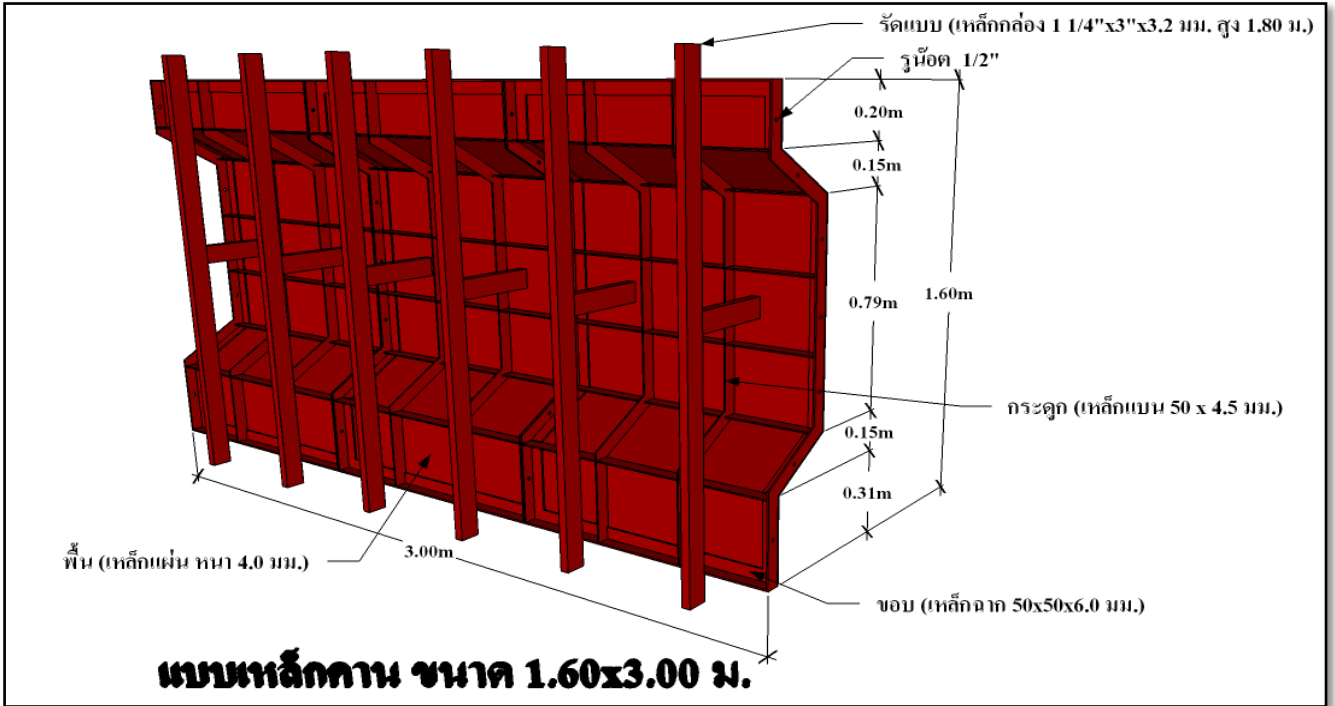 รัดแบบ (เหล็กกล่อง 1 1/4"x3"x3.2 มม. สูง 1.80 ม.)
รูน๊อต 1/2"
0.20m
0.15m
0.79m
1.60m
กระดูก (เหล็กแบน 50 x 4.5 มม.)
0.15m
0.31m
3.00m
พื้น (เหล็กแผ่น หนา 4.0 มม.)
ขอบ (เหล็กฉาก 50x50x6.0 มม.)
แบบเหล็กคาน ขนาด 1.60x3.00 ม.